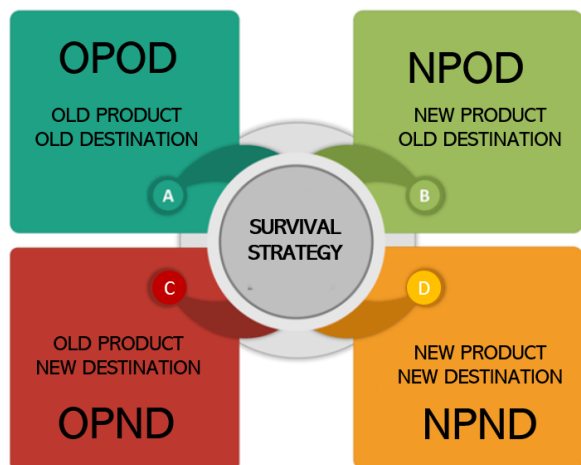 OPOD
OLD PRODUCT
OLD DESTINATION
A
NPOD
NEW PRODUCT
OLD DESTINATION
B
SURVIVAL
STRATEGY
C
OLD PRODUCT
NEW DESTINATION
OPND
D
NEW PRODUCT
NEW DESTINATION
NPND